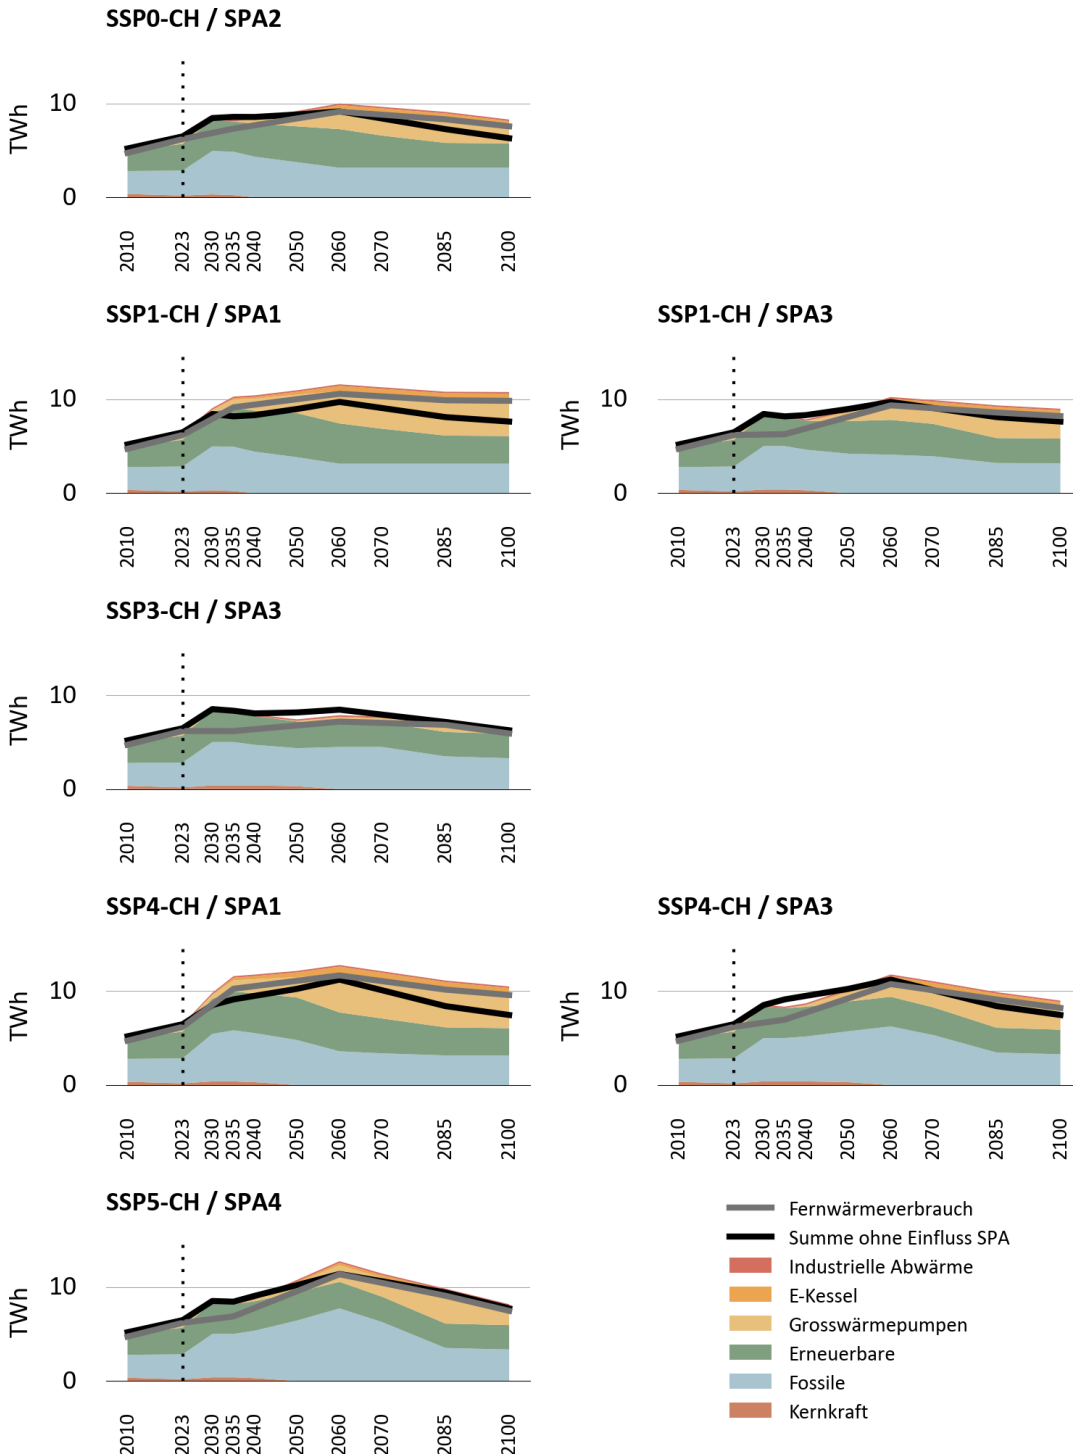 SSP0-CH / SPA2
TWh
10
0
2010 2023 2030 2035 2040 2050 2060 2070 2085 2100
SSP1-CH / SPA1
TWh
10
0
2010 2023 2030 2035 2040 2050 2060 2070 2085 2100
SSP1-CH / SPA3
TWh
10
0
2010 2023 2030 2035 2040 2050 2060 2070 2085 2100
SSP3-CH / SPA3
TWh
10
0
2010 2023 2030 2035 2040 2050 2060 2070 2085 2100
SSP4-CH / SPA1
TWh
10
0
2010 2023 2030 2035 2040 2050 2060 2070 2085 2100
SSP4-CH / SPA3
TWh
10
0
2010 2023 2030 2035 2040 2050 2060 2070 2085 2100
SSP5-CH / SPA4
TWh
10
0
2010 2023 2030 2035 2040 2050 2060 2070 2085 2100
Fernwärmeverbrauch
Summe ohne Einfluss SPA
Industrielle Abwärme
E-Kessel
Grosswärmepumpen
Erneuerbare
Fossile
Kernkraft